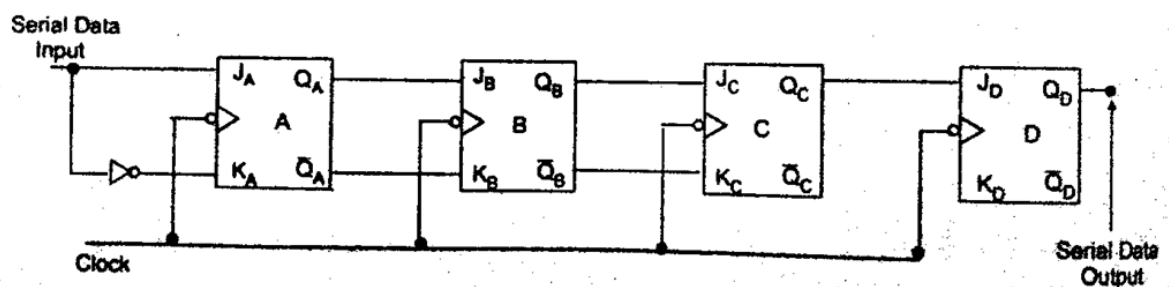 Serial Data
Input
J_A Q_A
A
K_A Q̅_A
J_B Q_B
B
K_B Q̅_B
J_C Q_C
C
K_C Q̅_C
J_D Q_D
D
K_D Q̅_D
Clock
Serial Data
Output